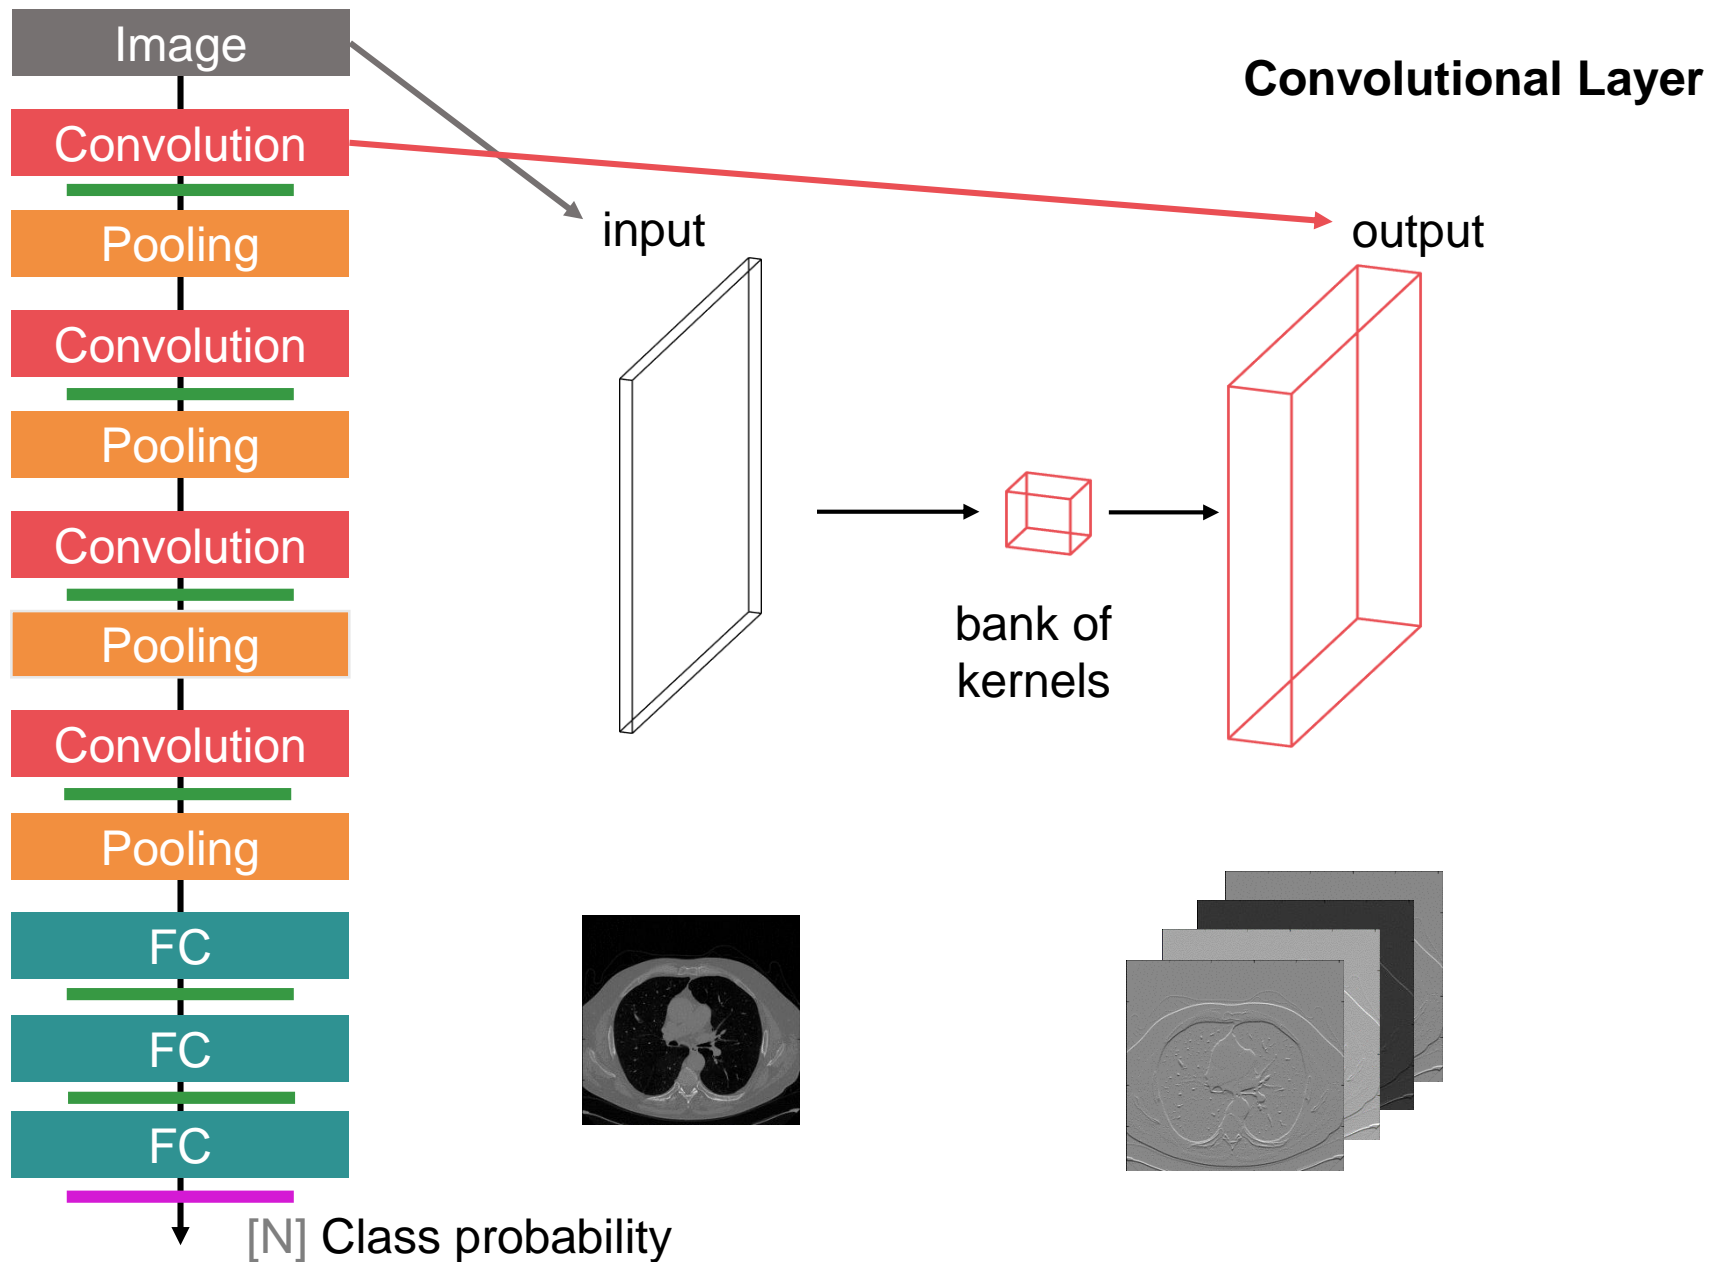 Image
Convolution
Pooling
Convolution
Pooling
Convolution
Pooling
Convolution
Pooling
FC
FC
FC
[N] Class probability
Convolutional Layer
input
output
bank of
kernels